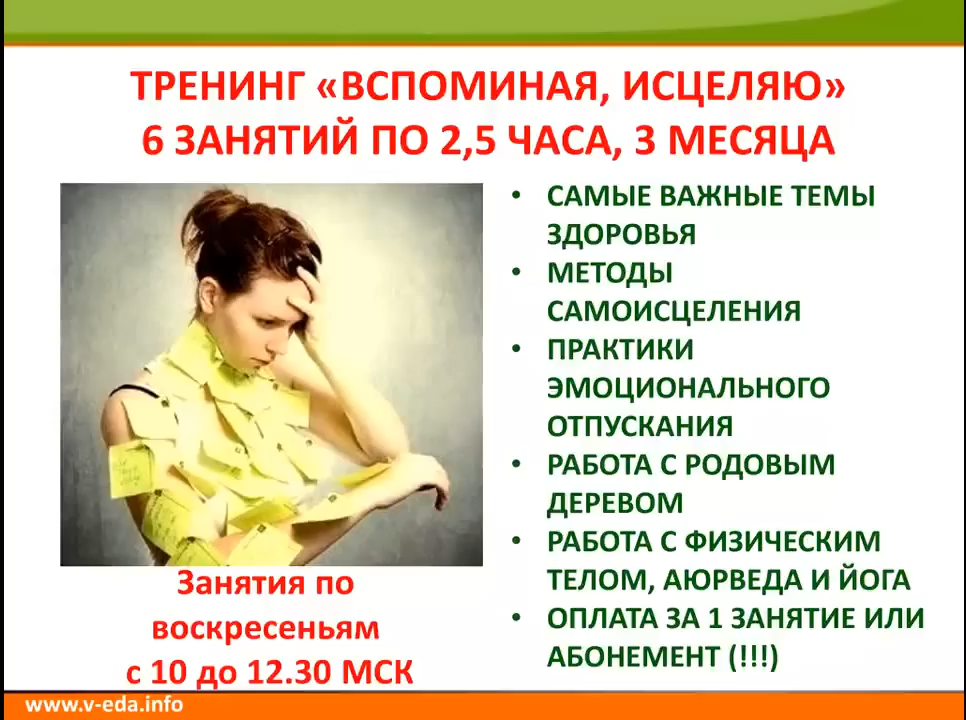 ТРЕНИНГ «ВСПОМИНАЯ, ИСЦЕЛЯЮ»
6 ЗАНЯТИЙ ПО 2,5 ЧАСА, 3 МЕСЯЦА
• САМЫЕ ВАЖНЫЕ ТЕМЫ
ЗДОРОВЬЯ
• МЕТОДЫ
САМОИСЦЕЛЕНИЯ
• ПРАКТИКИ
ЭМОЦИОНАЛЬНОГО
ОТПУСКАНИЯ
• РАБОТА С РОДОВЫМ
ДЕРЕВОМ
• РАБОТА С ФИЗИЧЕСКИМ
ТЕЛОМ, АЮРВЕДА И ЙОГА
• ОПЛАТА ЗА 1 ЗАНЯТИЕ ИЛИ
АБОНЕМЕНТ (!!!)
Занятия по
воскресеньям
с 10 до 12.30 МСК
www.v-eda.info